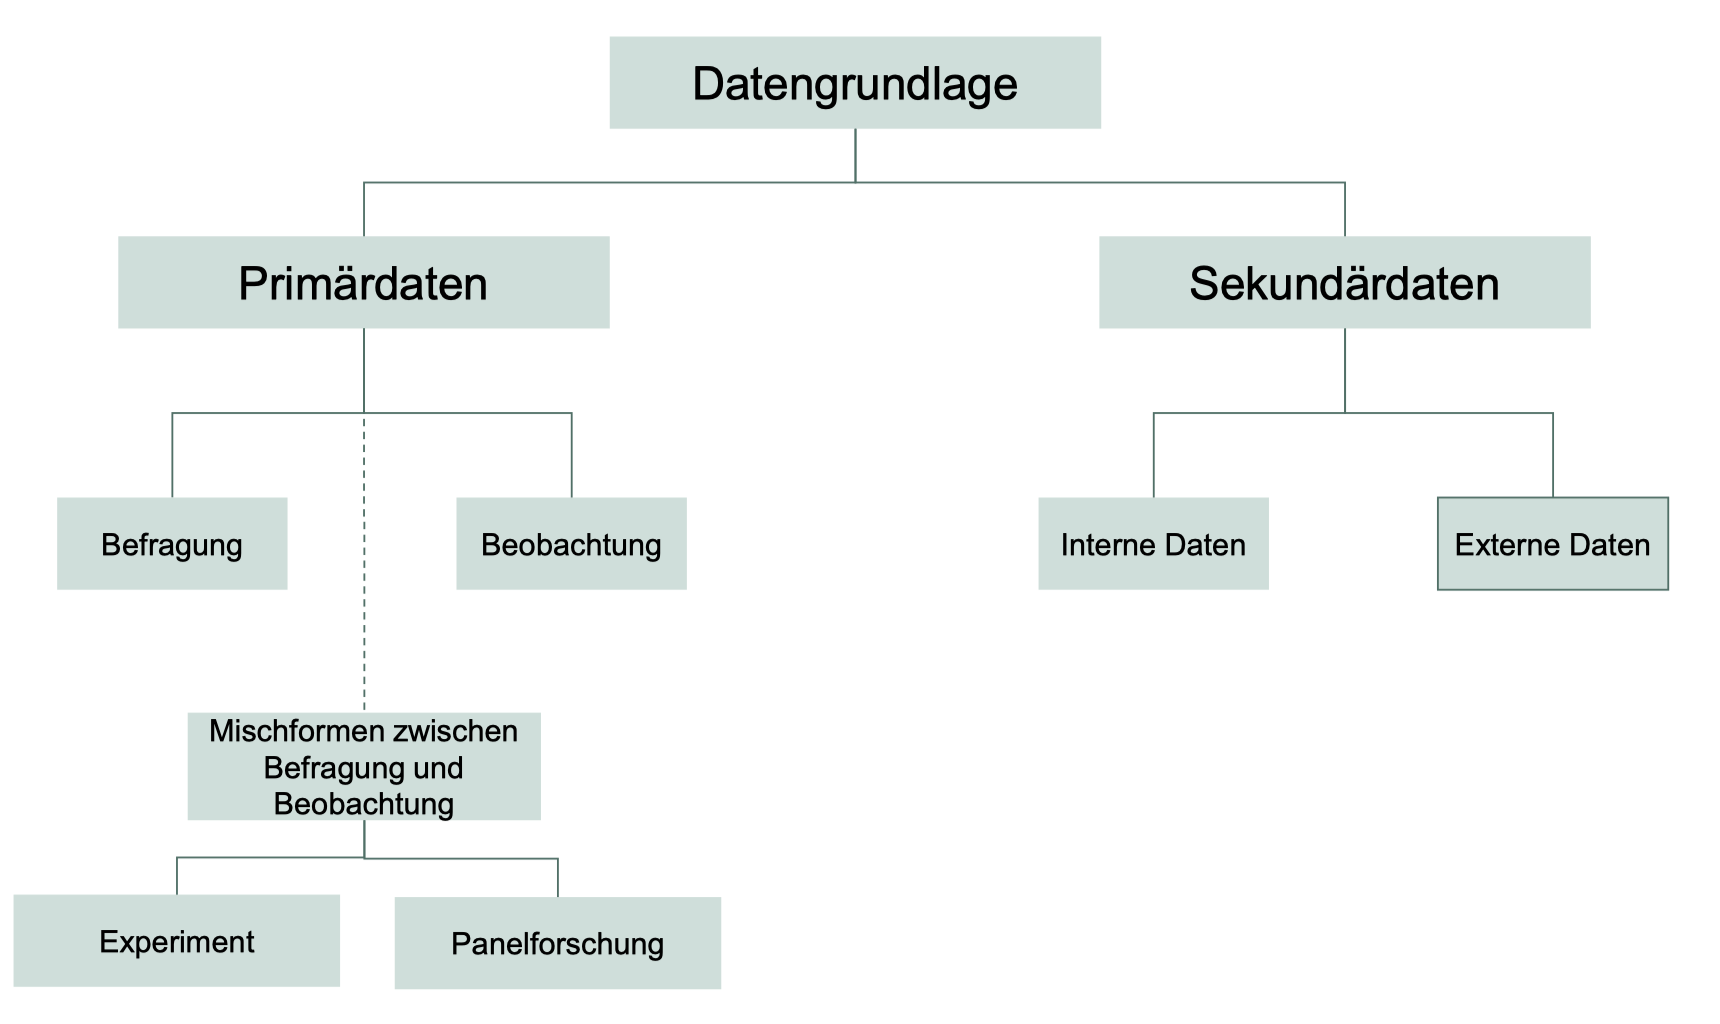 Datengrundlage
Primärdaten
Sekundärdaten
Befragung
Beobachtung
Interne Daten
Externe Daten
Mischformen zwischen
Befragung und
Beobachtung
Experiment
Panelforschung